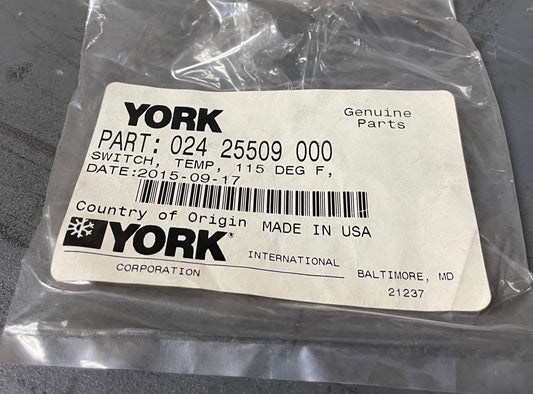 YORK
Genuine
Parts
PART: 024 25509 000
SWITCH, TEMP, 115 DEG F,
DATE:2015-09-17
Country of Origin MADE IN USA
YORK INTERNATIONAL
CORPORATION
BALTIMORE, MD
21237